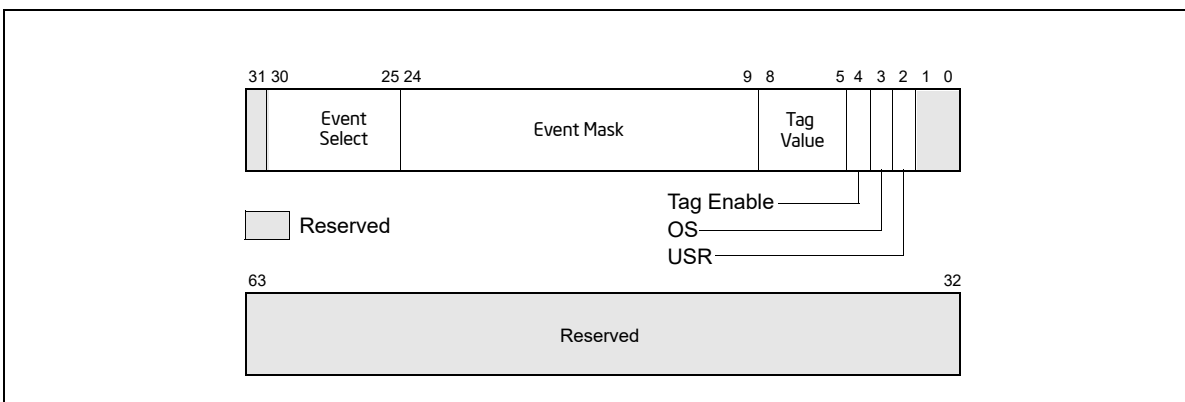 31 30 25 24 9 8 5 4 3 2 1 0
Event
Select
Event Mask
Tag
Value
Tag Enable
Reserved
OS
USR
63 32
Reserved